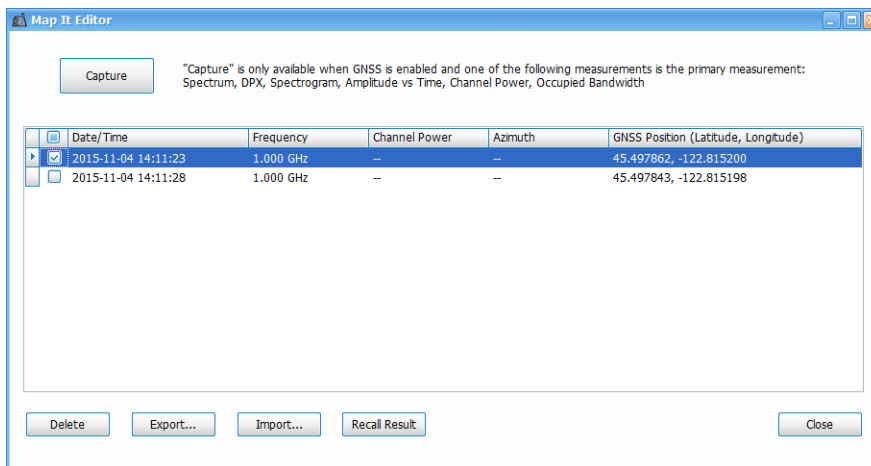 Map It Editor
Capture
"Capture" is only available when GNSS is enabled and one of the following measurements is the primary measurement:
Spectrum, DPX, Spectrogram, Amplitude vs Time, Channel Power, Occupied Bandwidth
Date/Time Frequency Channel Power Azimuth GNSS Position (Latitude, Longitude)
2015-11-04 14:11:23 1.000 GHz -- -- 45.497862, -122.815200
2015-11-04 14:11:28 1.000 GHz -- -- 45.497843, -122.815198
Delete Export... Import... Recall Result Close